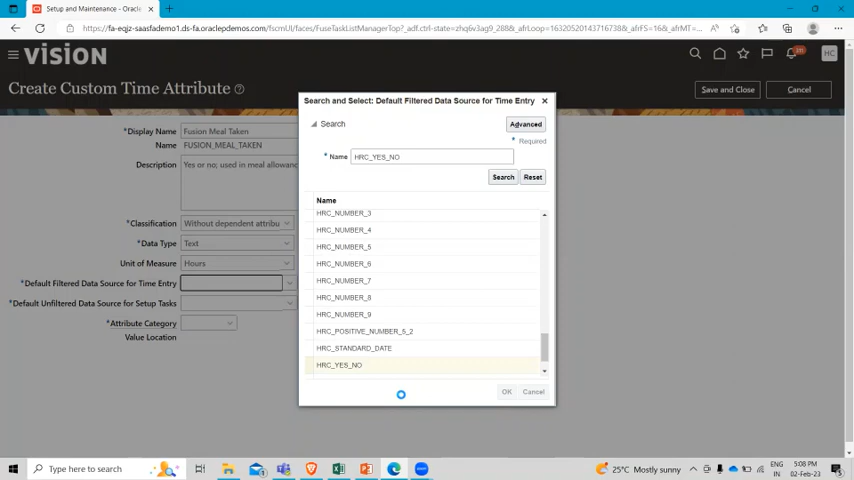 Setup and Maintenance - Oracle
https://fa-eqjz-saasfademo1.ds-fa.oraclepdemos.com/fscmUI/faces/FuseTaskListManagerTop?_adf.ctrl-state=zhq6v3ag9_288&_afrLoop=16320520143716738&_afrFS=16&_afrMT=...
VISION
HC
Create Custom Time Attribute
Save and Close
Cancel
Search and Select: Default Filtered Data Source for Time Entry
Search
Advanced
* Required
* Name HRC_YES_NO
Search Reset
Name
HRC_NUMBER_3
HRC_NUMBER_4
HRC_NUMBER_5
HRC_NUMBER_6
HRC_NUMBER_7
HRC_NUMBER_8
HRC_NUMBER_9
HRC_POSITIVE_NUMBER_5_2
HRC_STANDARD_DATE
HRC_YES_NO
OK Cancel
* Display Name Fusion Meal Taken
Name FUSION_MEAL_TAKEN
Description Yes or no; used in meal allowanc
* Classification Without dependent attribu
* Data Type Text
Unit of Measure Hours
* Default Filtered Data Source for Time Entry
* Default Unfiltered Data Source for Setup Tasks
* Attribute Category
Value Location
Type here to search
25°C Mostly sunny
ENG
IN
5:08 PM
02-Feb-23